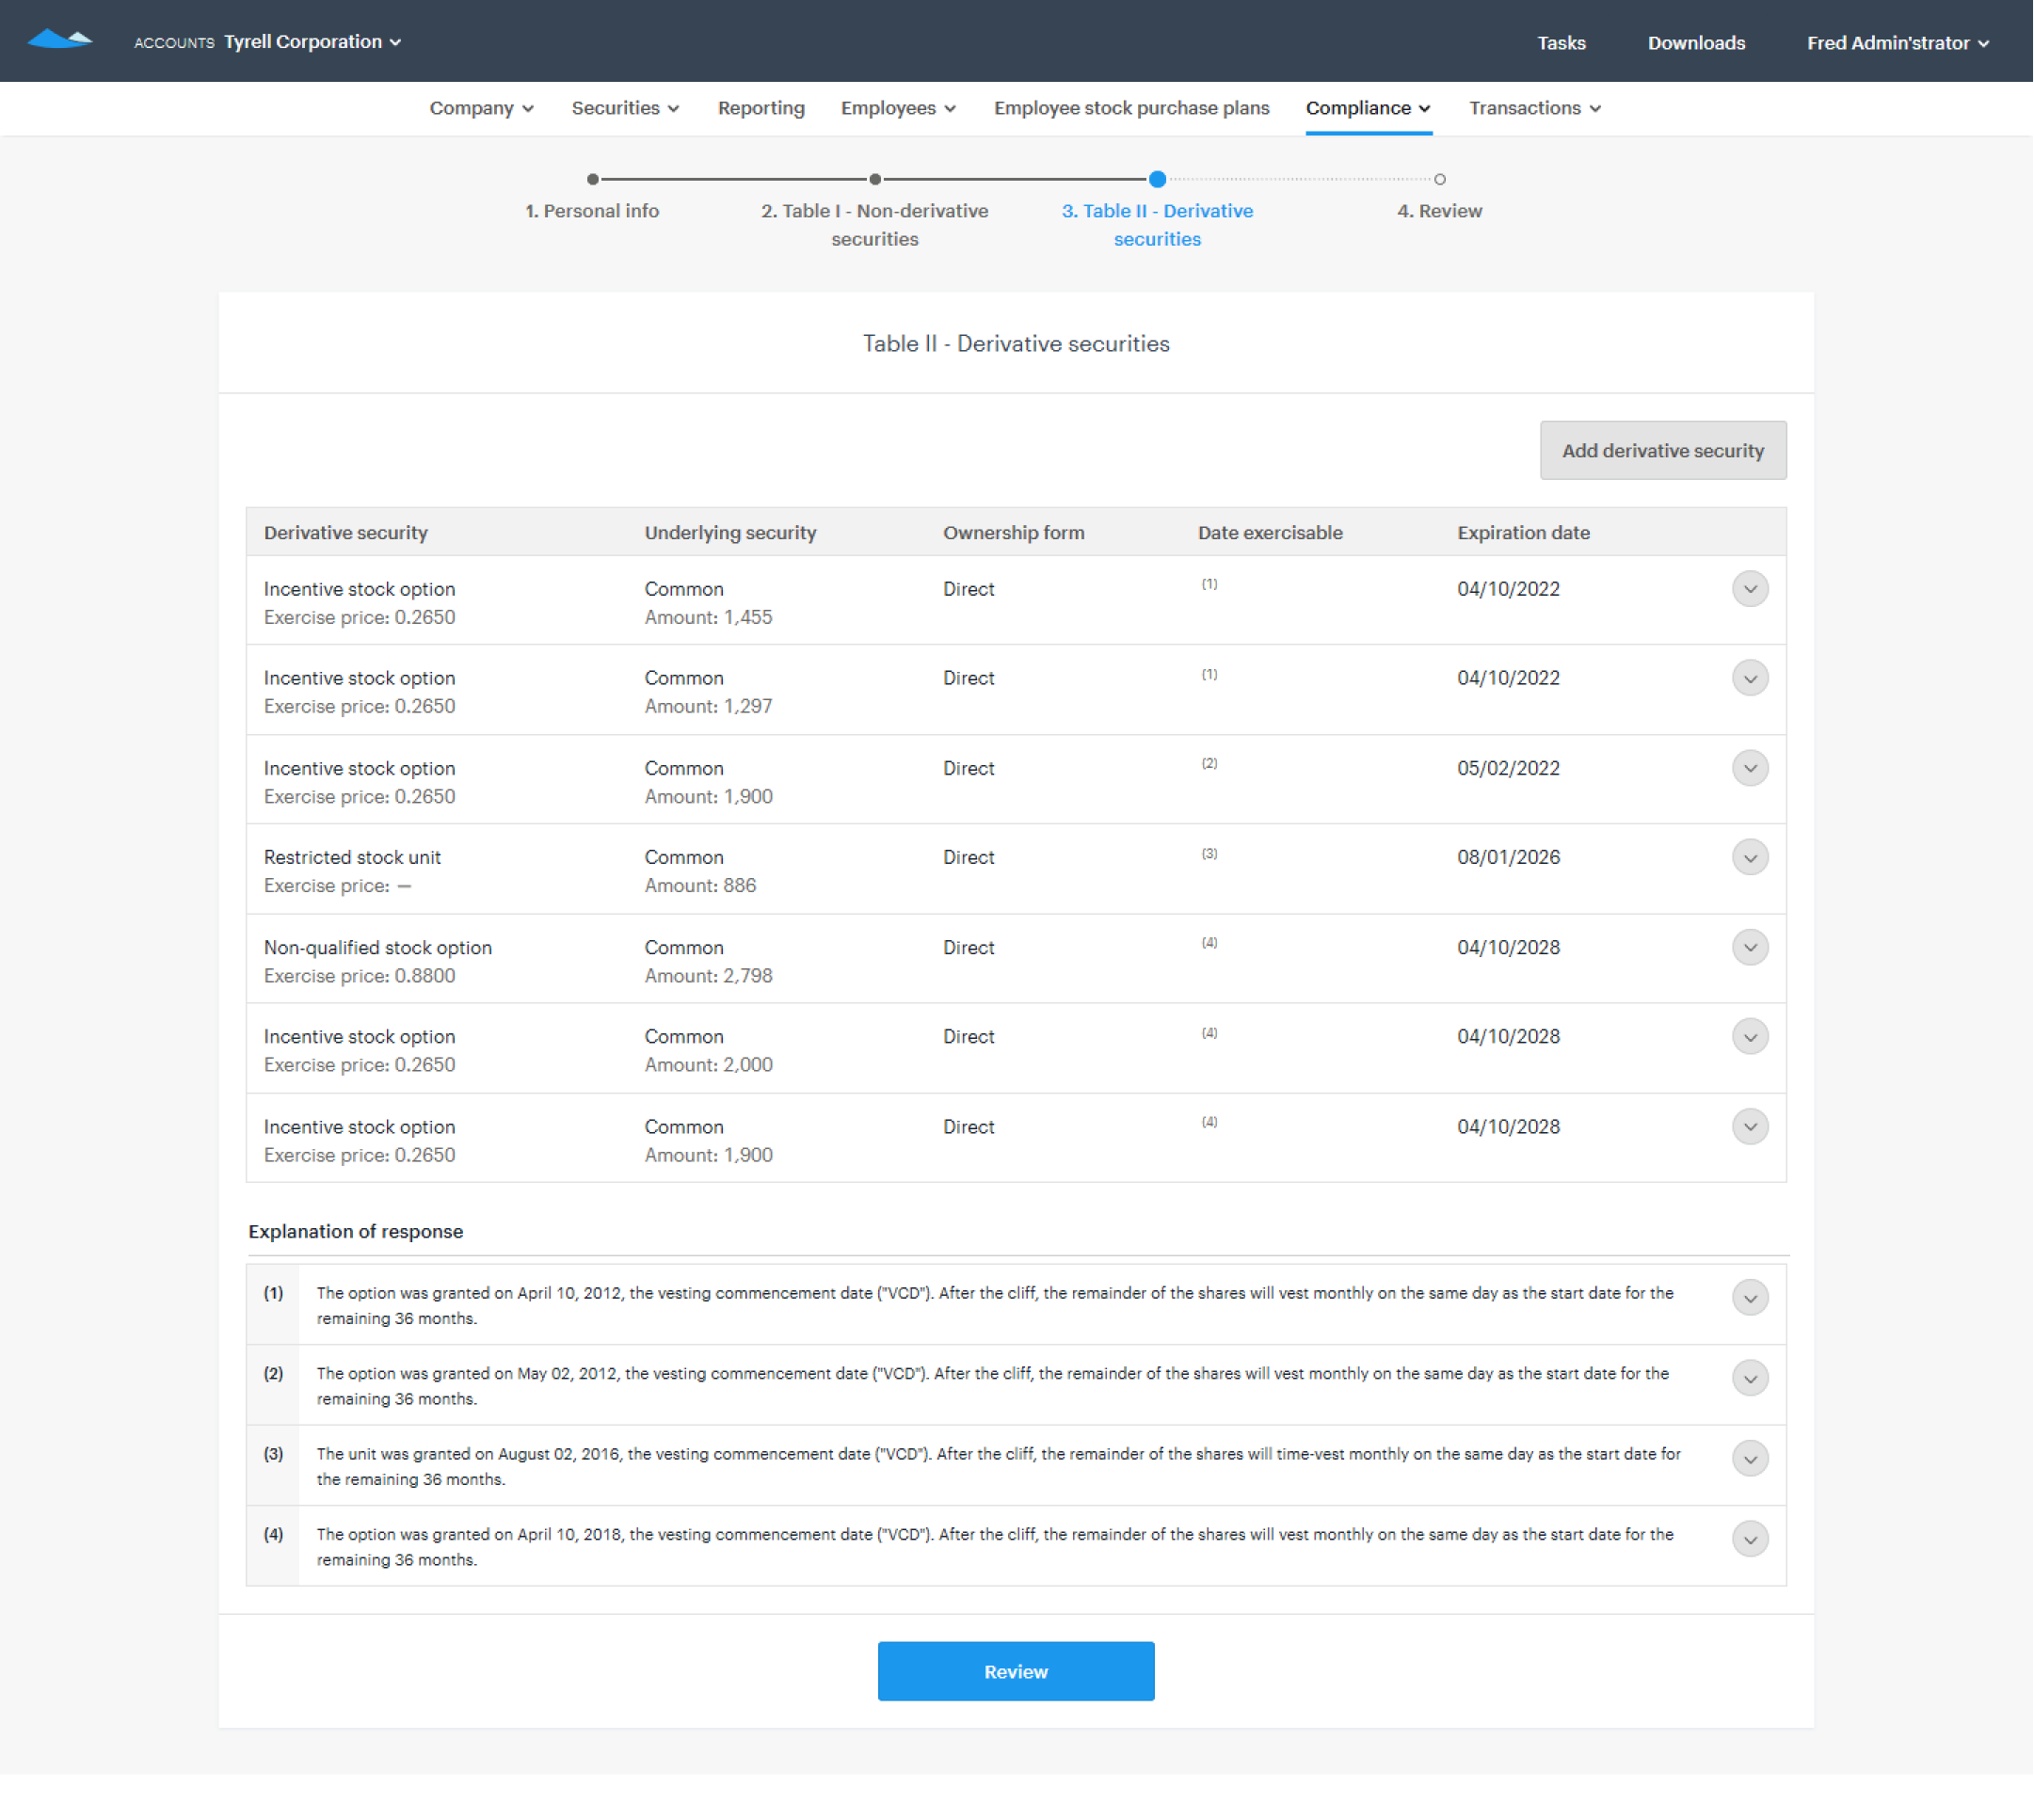 ACCOUNTS Tyrell Corporation
Tasks Downloads Fred Admin'strator
Company Securities Reporting Employees Employee stock purchase plans Compliance Transactions
1. Personal info
2. Table I - Non-derivative
securities
3. Table II - Derivative
securities
4. Review
Table II - Derivative securities
Add derivative security
Derivative security Underlying security Ownership form Date exercisable Expiration date
Incentive stock option Common Direct (1) 04/10/2022
Exercise price: 0.2650 Amount: 1,455
Incentive stock option Common Direct (1) 04/10/2022
Exercise price: 0.2650 Amount: 1,297
Incentive stock option Common Direct (2) 05/02/2022
Exercise price: 0.2650 Amount: 1,900
Restricted stock unit Common Direct (3) 08/01/2026
Exercise price: — Amount: 886
Non-qualified stock option Common Direct (4) 04/10/2028
Exercise price: 0.8800 Amount: 2,798
Incentive stock option Common Direct (4) 04/10/2028
Exercise price: 0.2650 Amount: 2,000
Incentive stock option Common Direct (4) 04/10/2028
Exercise price: 0.2650 Amount: 1,900
Explanation of response
(1) The option was granted on April 10, 2012, the vesting commencement date ("VCD"). After the cliff, the remainder of the shares will vest monthly on the same day as the start date for the
remaining 36 months.
(2) The option was granted on May 02, 2012, the vesting commencement date ("VCD"). After the cliff, the remainder of the shares will vest monthly on the same day as the start date for the
remaining 36 months.
(3) The unit was granted on August 02, 2016, the vesting commencement date ("VCD"). After the cliff, the remainder of the shares will time-vest monthly on the same day as the start date for
the remaining 36 months.
(4) The option was granted on April 10, 2018, the vesting commencement date ("VCD"). After the cliff, the remainder of the shares will vest monthly on the same day as the start date for the
remaining 36 months.
Review